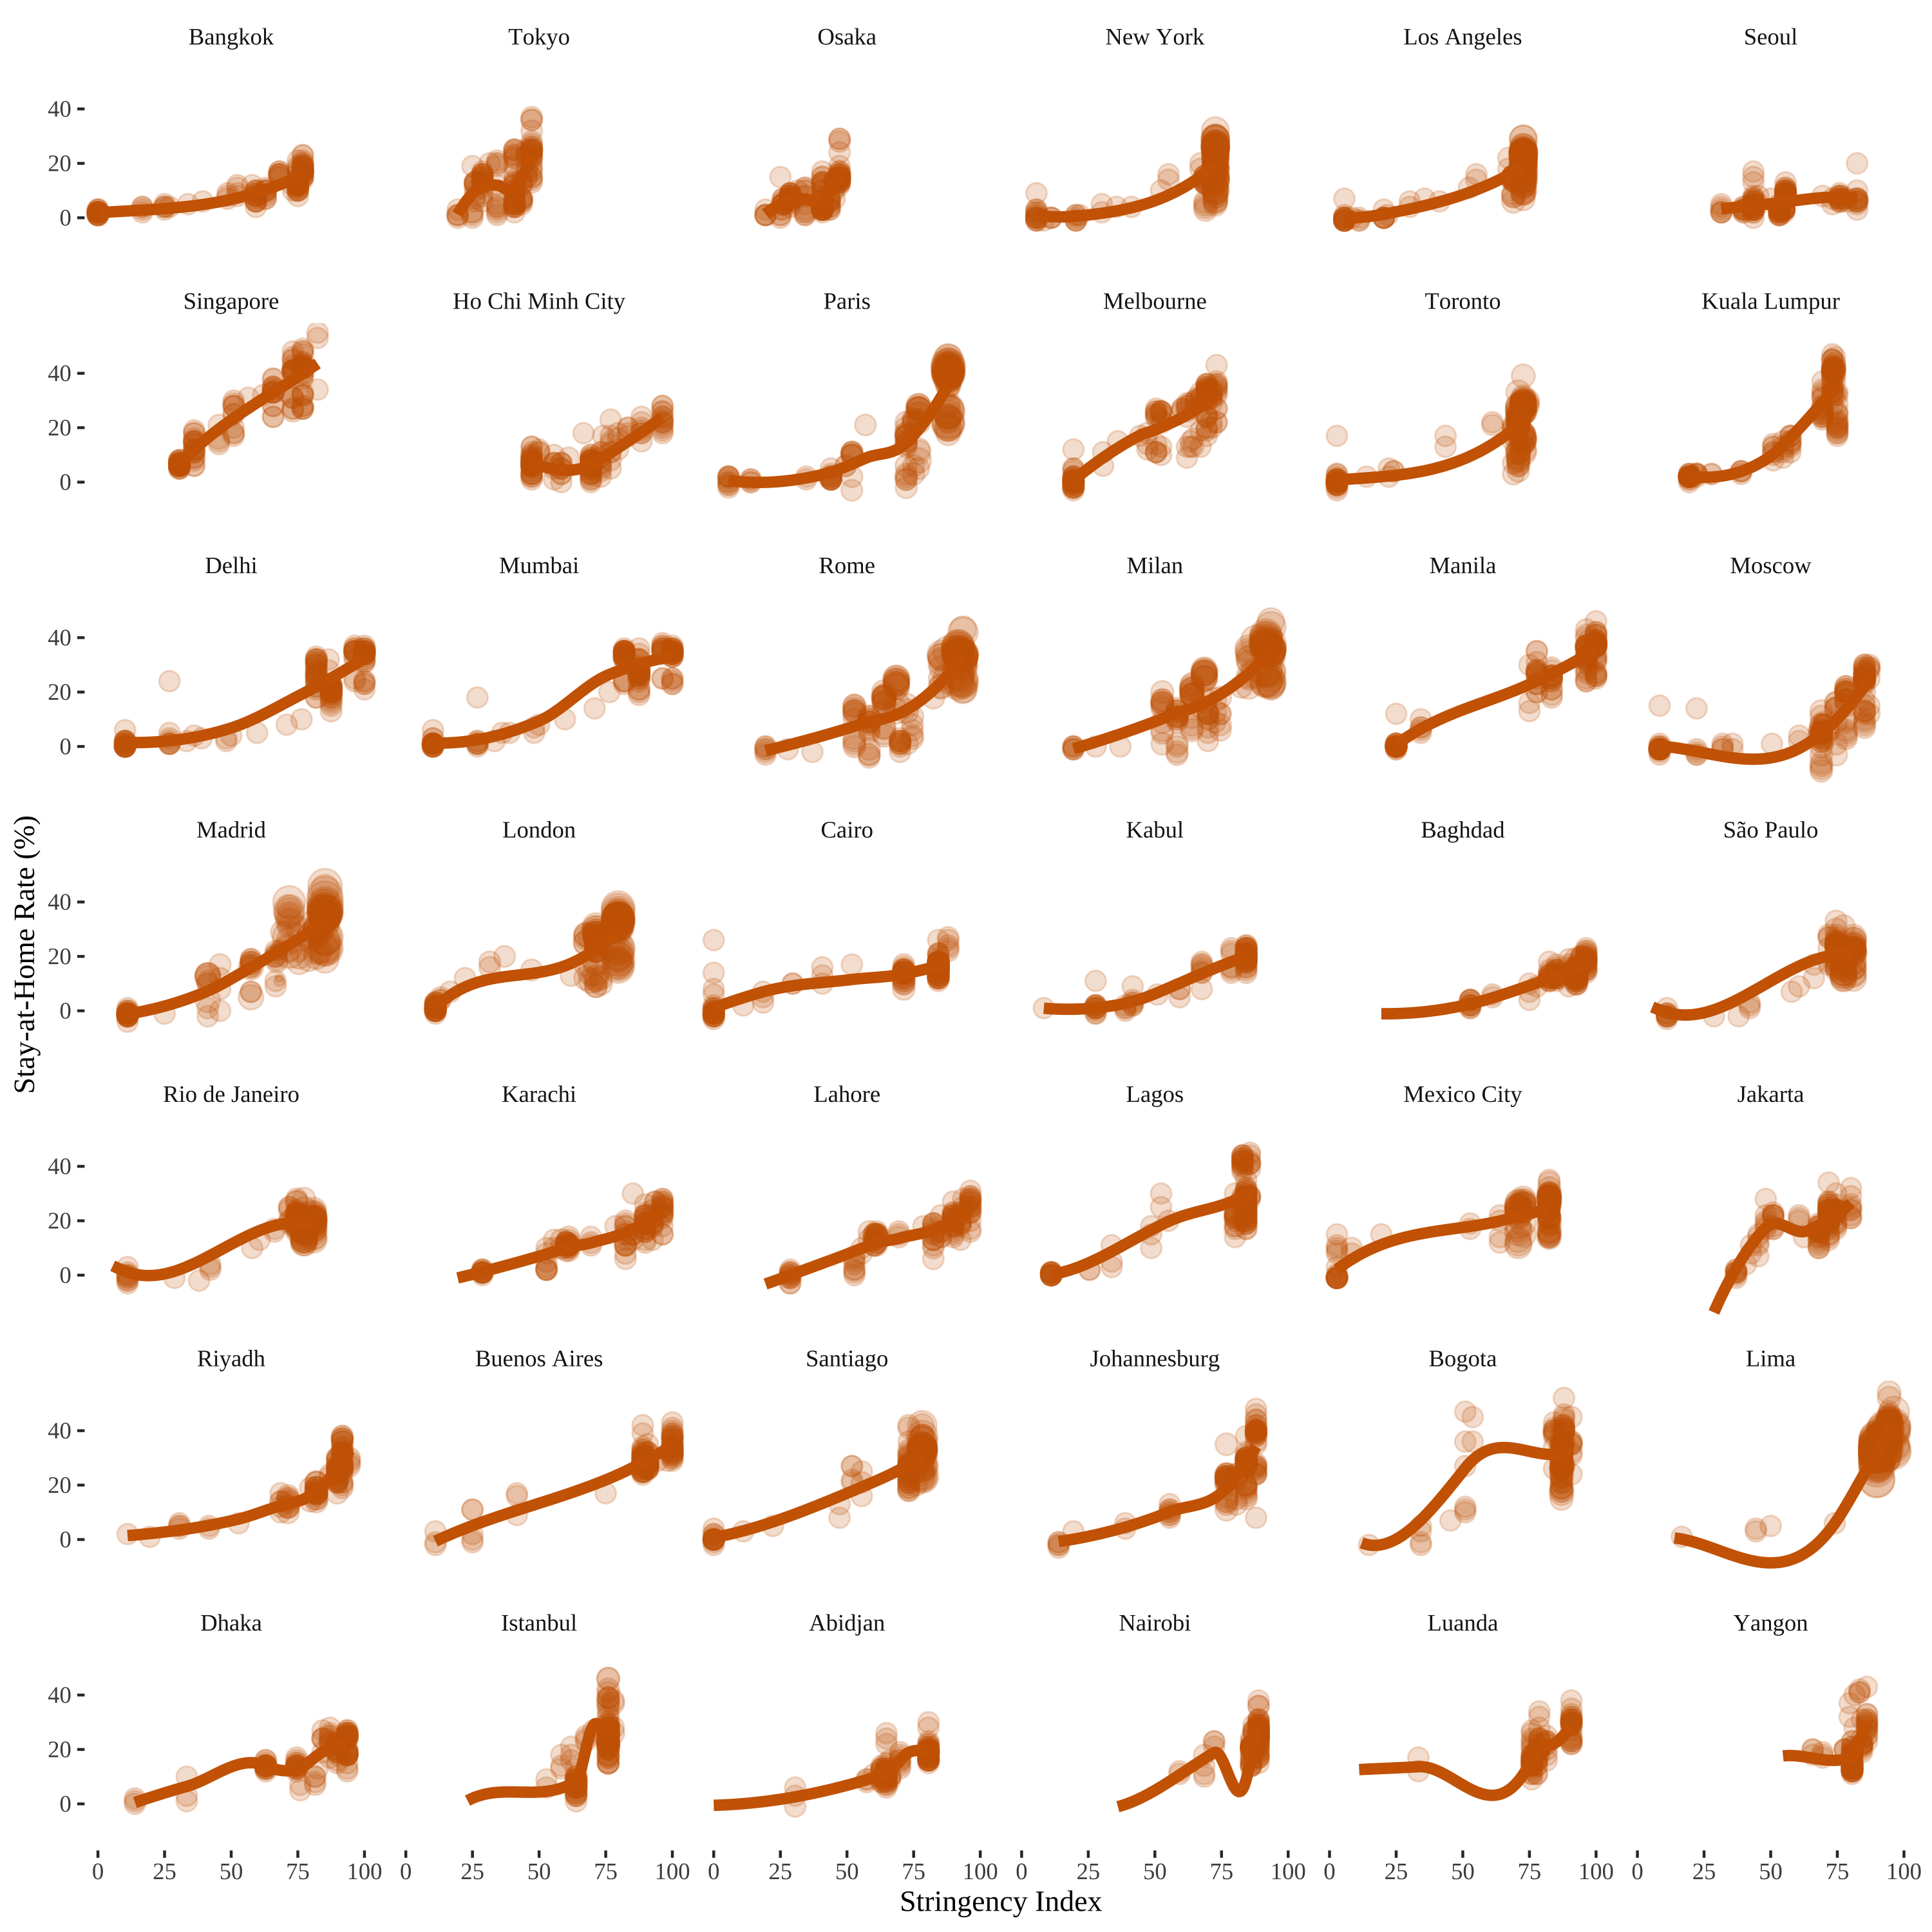 Bangkok Tokyo Osaka New York Los Angeles Seoul
40
20
0
Singapore Ho Chi Minh City Paris Melbourne Toronto Kuala Lumpur
40
20
0
Delhi Mumbai Rome Milan Manila Moscow
40
20
0
Madrid London Cairo Kabul Baghdad São Paulo
40
20
0
Stay-at-Home Rate (%)
Rio de Janeiro Karachi Lahore Lagos Mexico City Jakarta
40
20
0
Riyadh Buenos Aires Santiago Johannesburg Bogota Lima
40
20
0
Dhaka Istanbul Abidjan Nairobi Luanda Yangon
40
20
0
0 25 50 75 100 0 25 50 75 100 0 25 50 75 100 0 25 50 75 100 0 25 50 75 100 0 25 50 75 100
Stringency Index